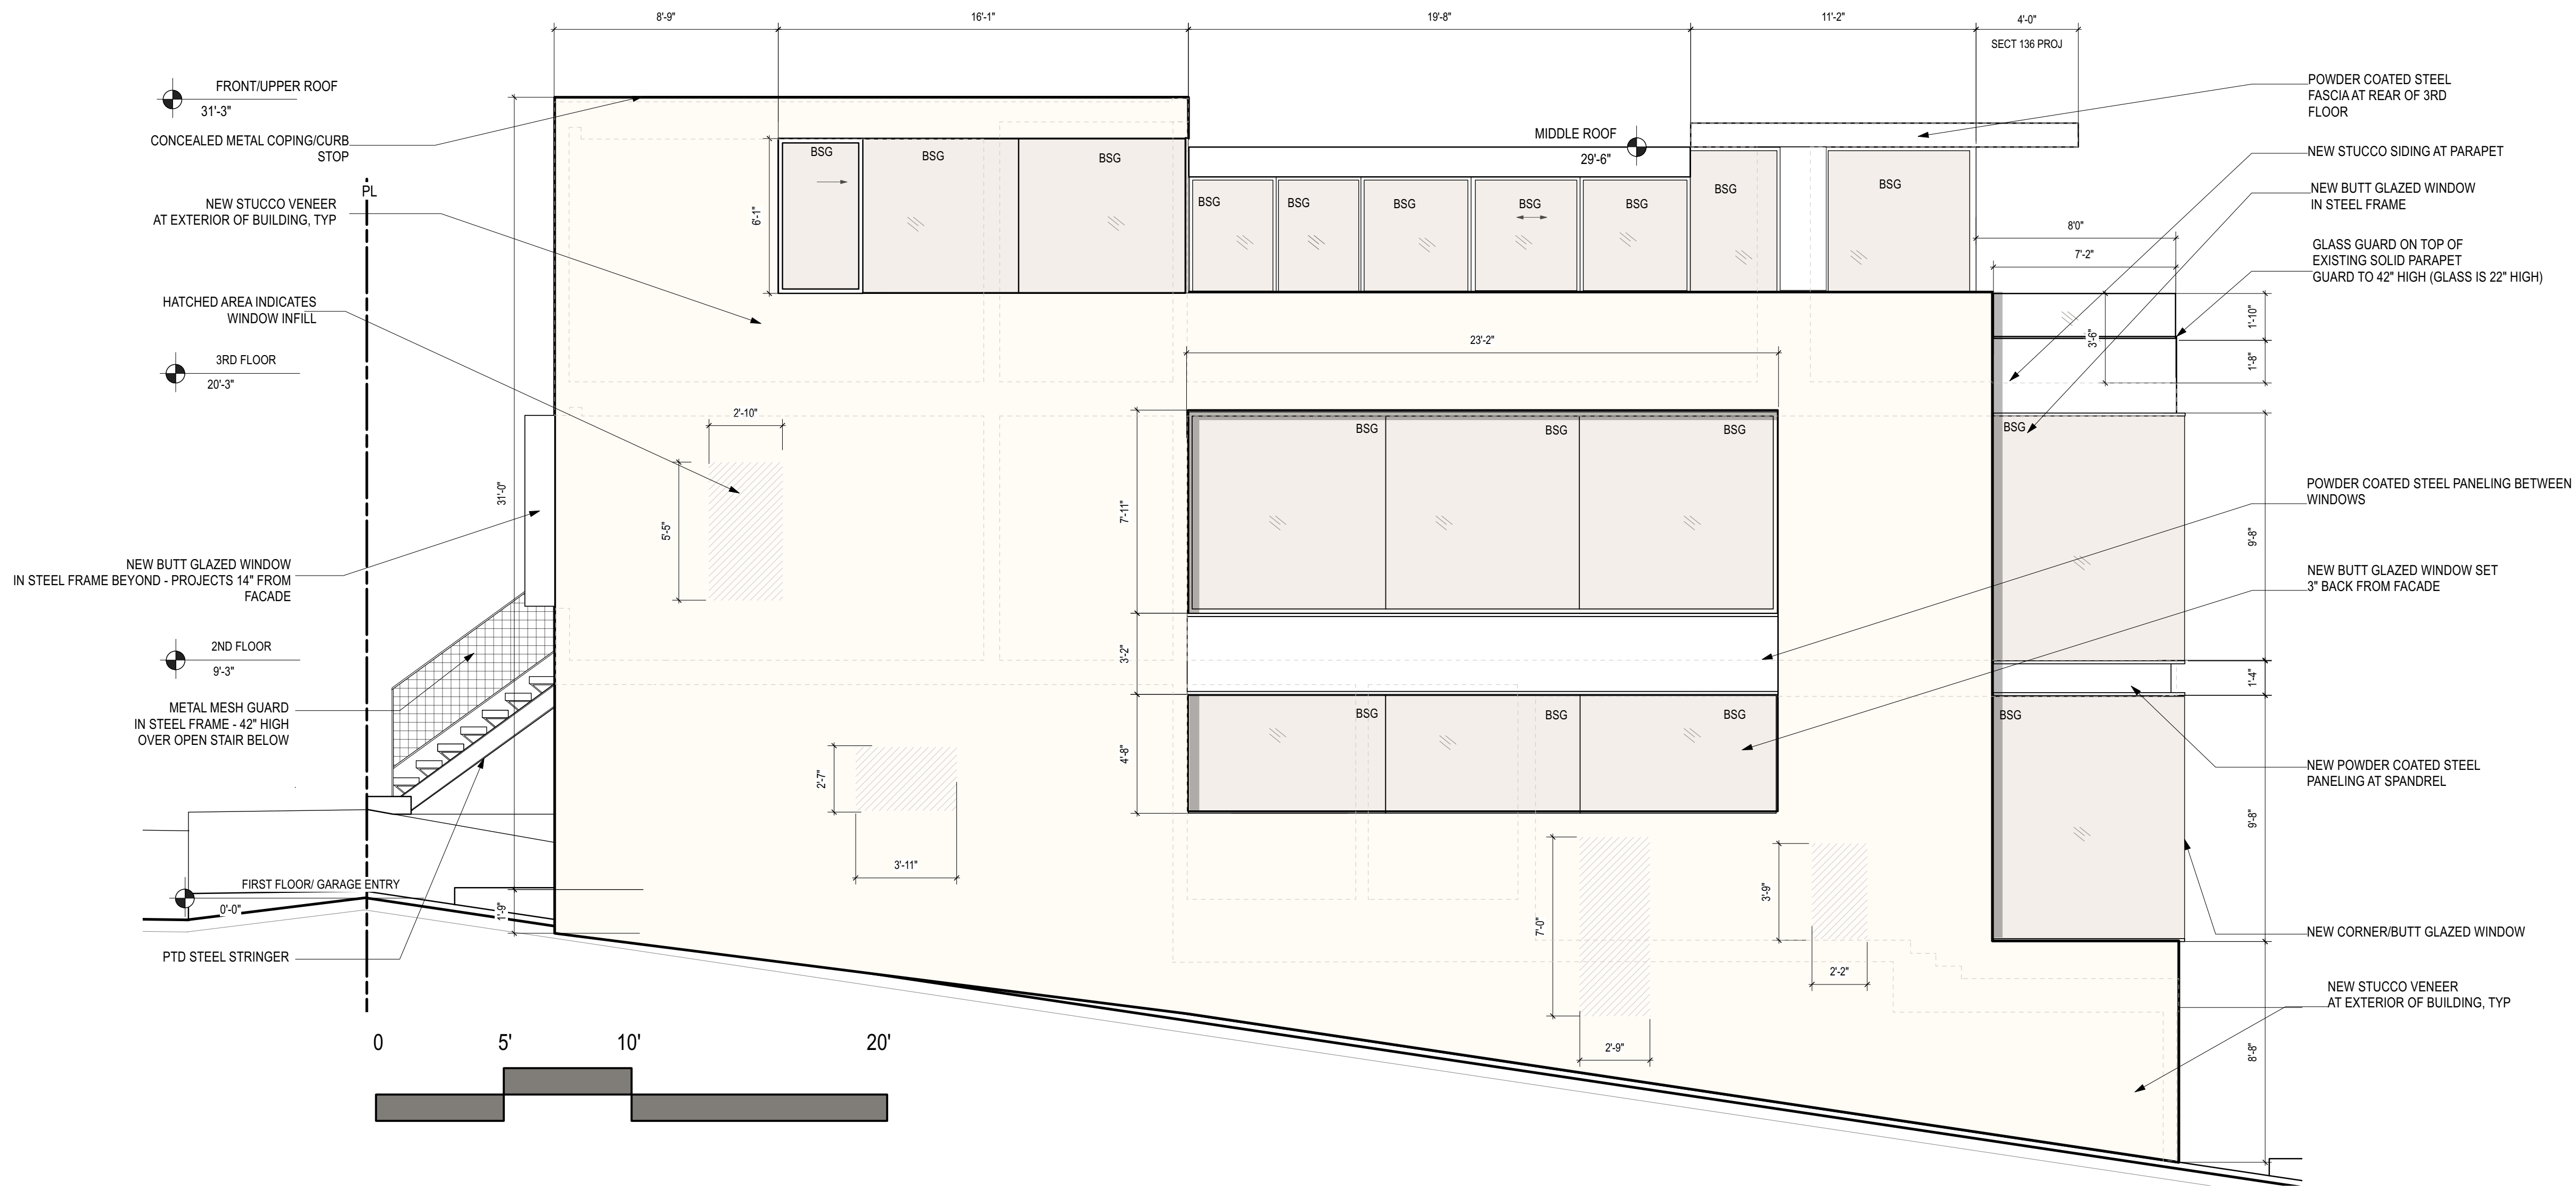 8'-9"
16'-1"
19'-8"
11'-2"
4'-0"
SECT 136 PROJ
FRONT/UPPER ROOF
31'-3"
CONCEALED METAL COPING/CURB
STOP
PL
NEW STUCCO VENEER
AT EXTERIOR OF BUILDING, TYP
HATCHED AREA INDICATES
WINDOW INFILL
3RD FLOOR
20'-3"
NEW BUTT GLAZED WINDOW
IN STEEL FRAME BEYOND - PROJECTS 14" FROM
FACADE
2ND FLOOR
9'-3"
METAL MESH GUARD
IN STEEL FRAME - 42" HIGH
OVER OPEN STAIR BELOW
FIRST FLOOR/ GARAGE ENTRY
0'-0"
PTD STEEL STRINGER
31'-0"
1'-9"
6'-1"
BSG
BSG
BSG
MIDDLE ROOF
29'-6"
BSG
BSG
BSG
BSG
BSG
BSG
BSG
23'-2"
2'-10"
5'-5"
7'-11"
3'-2"
4'-8"
BSG
BSG
BSG
BSG
BSG
BSG
2'-7"
3'-11"
7'-0"
2'-9"
3'-9"
2'-2"
8'0"
7'-2"
3'-6"
1'-10"
1'-8"
BSG
9'-8"
1'-4"
BSG
9'-8"
8'-8"
POWDER COATED STEEL
FASCIA AT REAR OF 3RD
FLOOR
NEW STUCCO SIDING AT PARAPET
NEW BUTT GLAZED WINDOW
IN STEEL FRAME
GLASS GUARD ON TOP OF
EXISTING SOLID PARAPET
GUARD TO 42" HIGH (GLASS IS 22" HIGH)
POWDER COATED STEEL PANELING BETWEEN
WINDOWS
NEW BUTT GLAZED WINDOW SET
3" BACK FROM FACADE
NEW POWDER COATED STEEL
PANELING AT SPANDREL
NEW CORNER/BUTT GLAZED WINDOW
NEW STUCCO VENEER
AT EXTERIOR OF BUILDING, TYP
0
5'
10'
20'